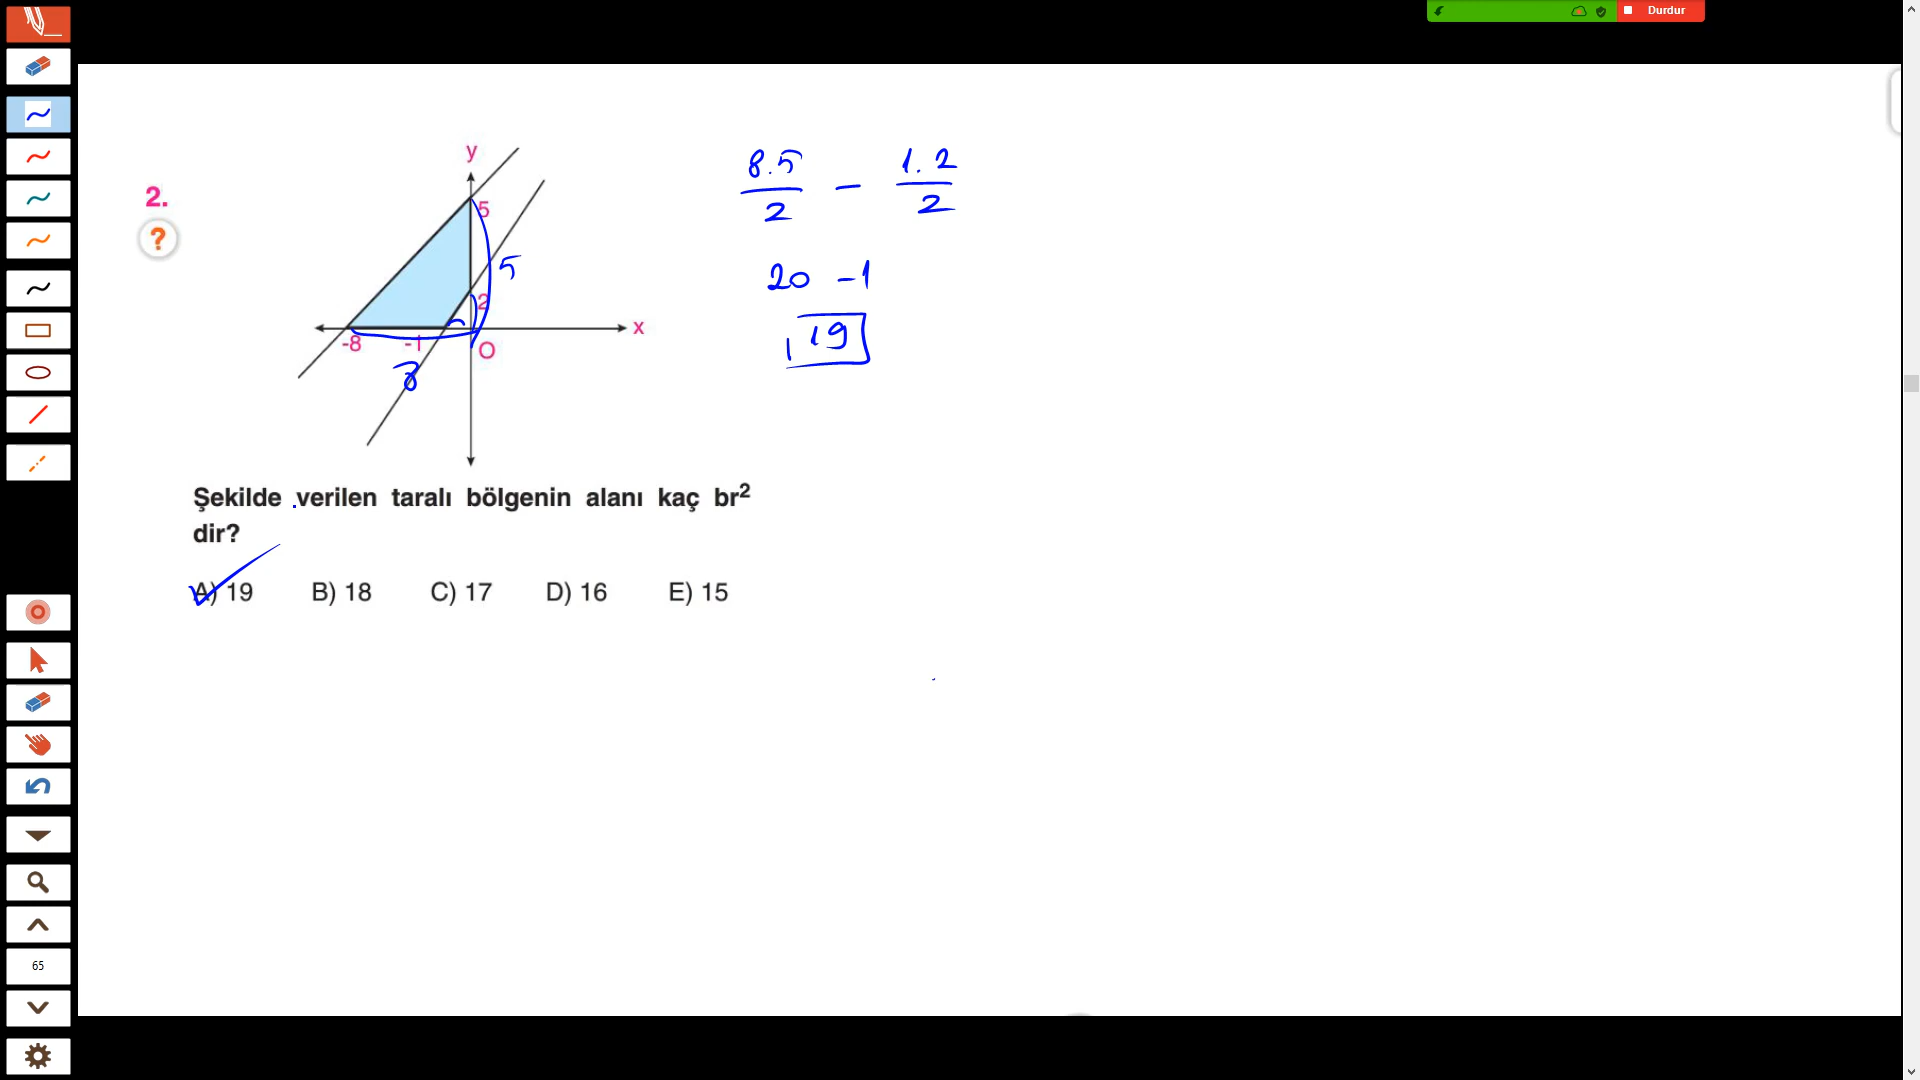 Durdur
2.
?
y
5
5
2
x
-8
-1
O
8
8.5
2
-
1.2
2
20 -1
19
Şekilde verilen taralı bölgenin alanı kaç br²
dir?
A) 19 B) 18 C) 17 D) 16 E) 15
65